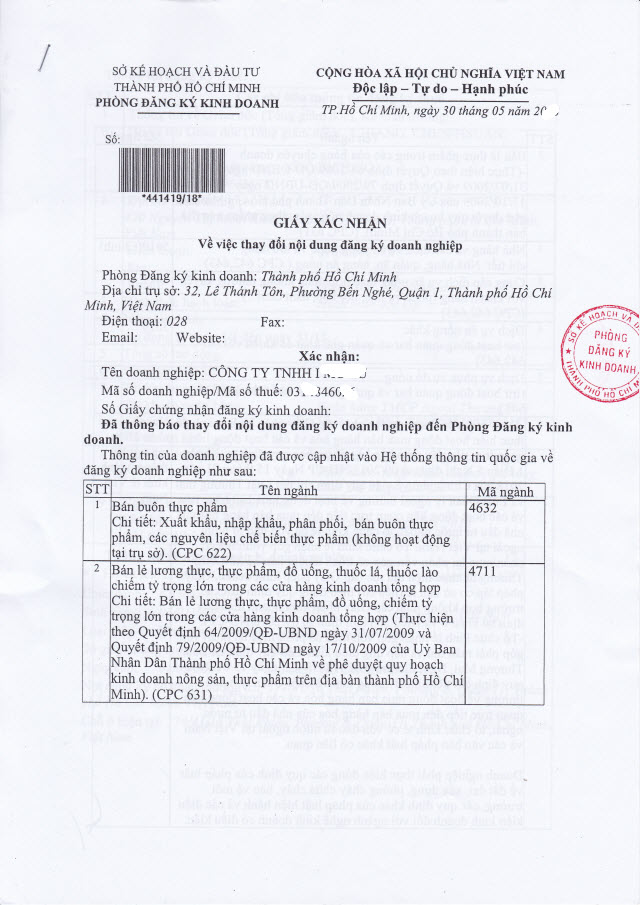 SỞ KẾ HOẠCH VÀ ĐẦU TƯ
THÀNH PHỐ HỒ CHÍ MINH
PHÒNG ĐĂNG KÝ KINH DOANH
CỘNG HÒA XÃ HỘI CHỦ NGHĨA VIỆT NAM
Độc lập – Tự do – Hạnh phúc
TP.Hồ Chí Minh, ngày 30 tháng 05 năm 20
Số:
*441419/18*
GIẤY XÁC NHẬN
Về việc thay đổi nội dung đăng ký doanh nghiệp
Phòng Đăng ký kinh doanh: Thành phố Hồ Chí Minh
Địa chỉ trụ sở: 32, Lê Thánh Tôn, Phường Bến Nghé, Quận 1, Thành phố Hồ Chí
Minh, Việt Nam
Điện thoại: 028 Fax:
Email: Website:
Xác nhận:
Tên doanh nghiệp: CÔNG TY TNHH
Mã số doanh nghiệp/Mã số thuế:
Số Giấy chứng nhận đăng ký kinh doanh:
Đã thông báo thay đổi nội dung đăng ký doanh nghiệp đến Phòng Đăng ký kinh
doanh.
Thông tin của doanh nghiệp đã được cập nhật vào Hệ thống thông tin quốc gia về
đăng ký doanh nghiệp như sau:
STT Tên ngành Mã ngành
1 Bán buôn thực phẩm 4632
Chi tiết: Xuất khẩu, nhập khẩu, phân phối, bán buôn thực
phẩm, các nguyên liệu chế biến thực phẩm (không hoạt động
tại trụ sở). (CPC 622)
2 Bán lẻ lương thực, thực phẩm, đồ uống, thuốc lá, thuốc lào 4711
chiếm tỷ trọng lớn trong các cửa hàng kinh doanh tổng hợp
Chi tiết: Bán lẻ lương thực, thực phẩm, đồ uống, chiếm tỷ
trọng lớn trong các cửa hàng kinh doanh tổng hợp (Thực hiện
theo Quyết định 64/2009/QĐ-UBND ngày 31/07/2009 và
Quyết định 79/2009/QĐ-UBND ngày 17/10/2009 của Uỷ Ban
Nhân Dân Thành phố Hồ Chí Minh về phê duyệt quy hoạch
kinh doanh nông sản, thực phẩm trên địa bàn thành phố Hồ Chí
Minh). (CPC 631)
SỞ KẾ HOẠCH VÀ
PHÒNG
ĐĂNG KÝ
KINH DOANH
THÀNH PHỐ HỒ CHÍ M